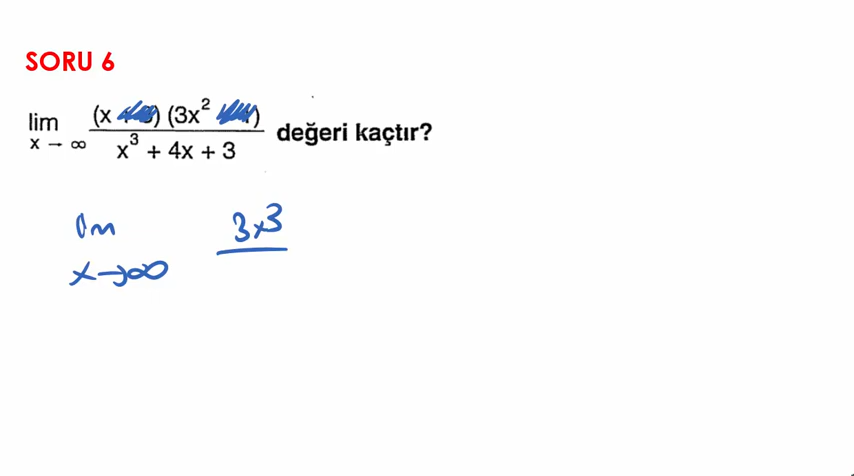 SORU 6
lim x → ∞ (x ) (3x² ) / x³ + 4x + 3 değeri kaçtır?
lim x→∞ 3x³